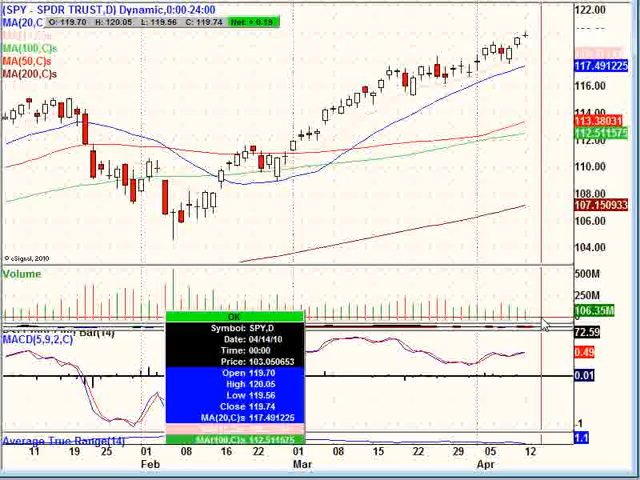 (SPY - SPDR TRUST,D) Dynamic,0:00-24:00
MA(20,C)s O: 119.70 H: 120.05 L: 119.56 C: 119.74 Net: + 0.19
MA(100,C)s
MA(50,C)s
MA(200,C)s
122.00
117.491225
116.00
114.00
113.38031
112.511575
112.00
110.00
108.00
107.150933
106.00
104.00
© eSignal, 2010
Volume
500M
250M
106.35M
Bar(14)
72.59
MACD(5,9,2,C)
0.49
0.01
-1
OK
Symbol: SPY,D
Date: 04/14/10
Time: 00:00
Price: 103.050653
Open 119.70
High 120.05
Low 119.56
Close 119.74
MA(20,C)s 117.491225
MA(100,C)s 112.511575
Average True Range(14)
1.1
11 19 25 01 08 16 22 01 08 15 22 29 05 12
Feb Mar Apr